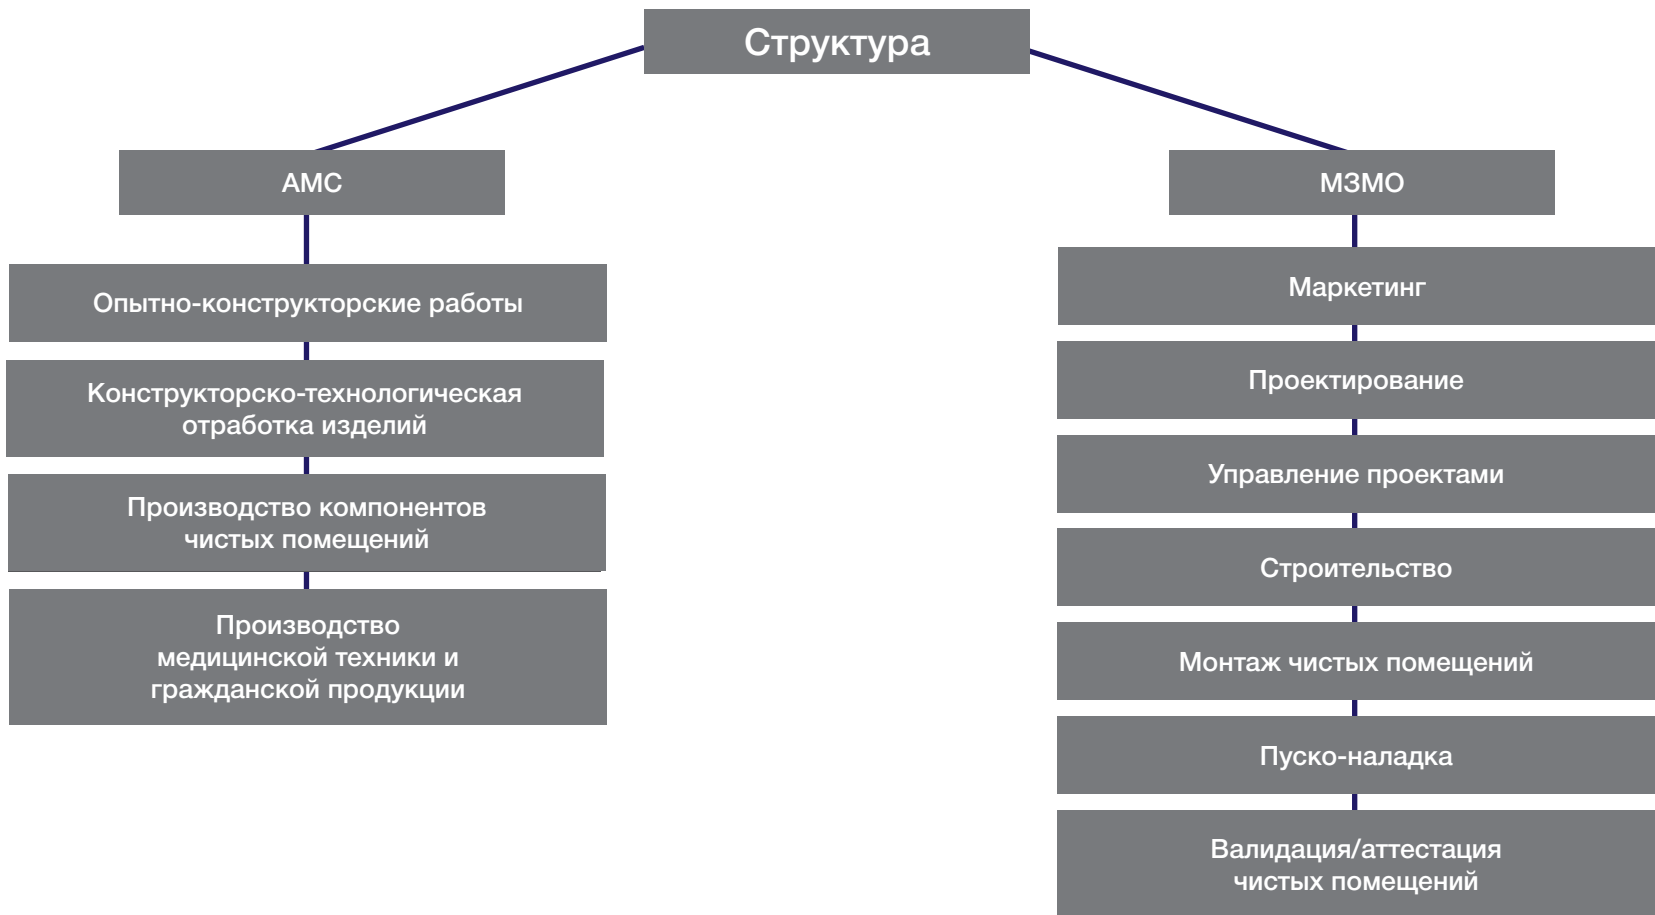 Структура
АМС
Опытно-конструкторские работы
Конструкторско-технологическая
отработка изделий
Производство компонентов
чистых помещений
Производство
медицинской техники и
гражданской продукции
МЗМО
Маркетинг
Проектирование
Управление проектами
Строительство
Монтаж чистых помещений
Пуско-наладка
Валидация/аттестация
чистых помещений